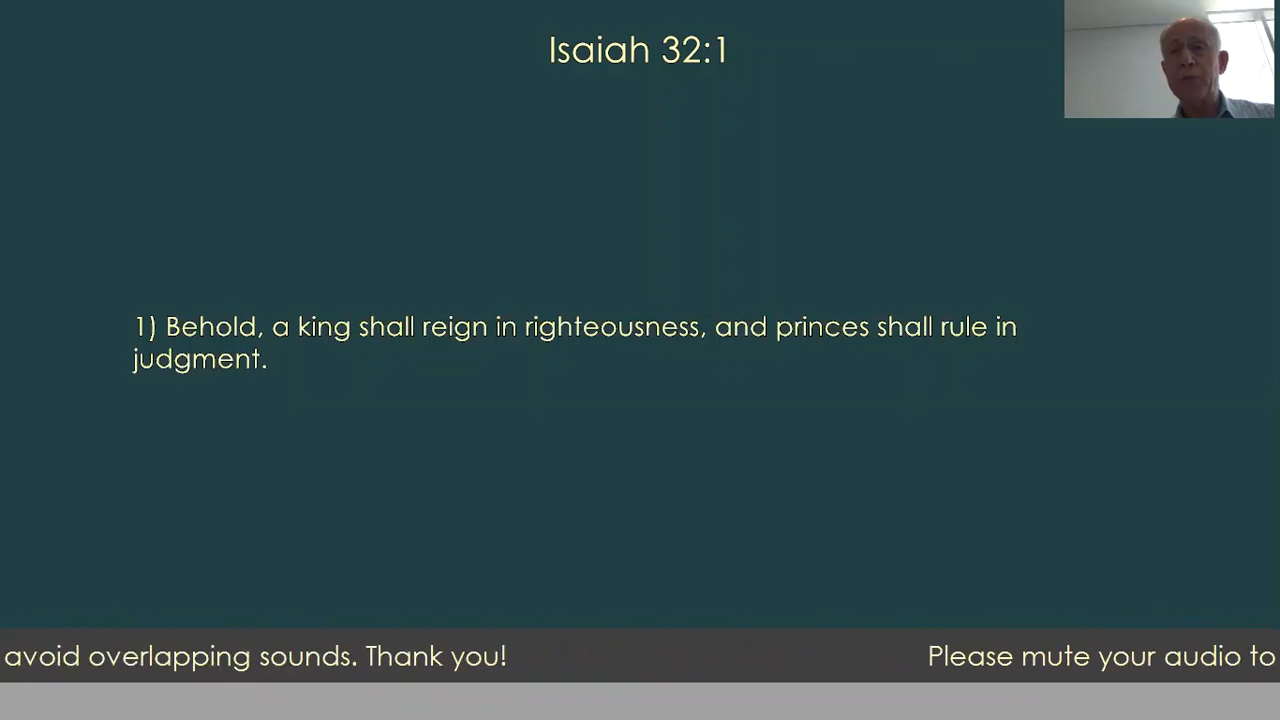 Isaiah 32:1
1) Behold, a king shall reign in righteousness, and princes shall rule in
judgment.
avoid overlapping sounds. Thank you! Please mute your audio to